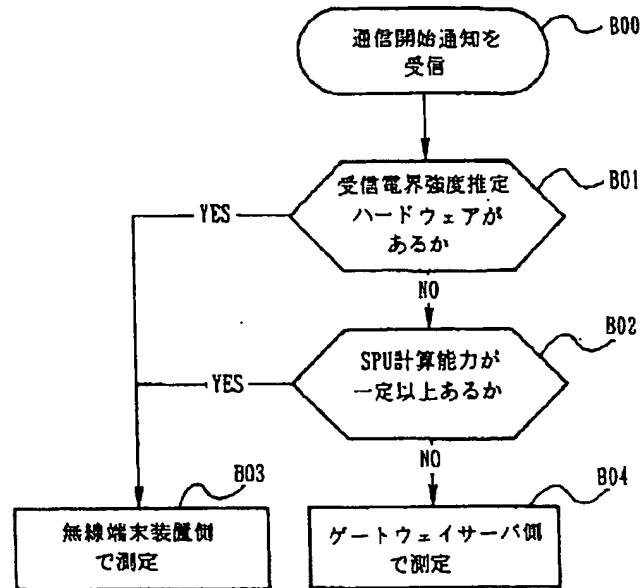 通信開始通知を
受信
B00
受信電界強度推定
ハードウェアが
あるか
B01
YES
NO
SPU計算能力が
一定以上あるか
B02
YES
NO
B03
無線端末装置側
で測定
B04
ゲートウェイサーバ側
で測定